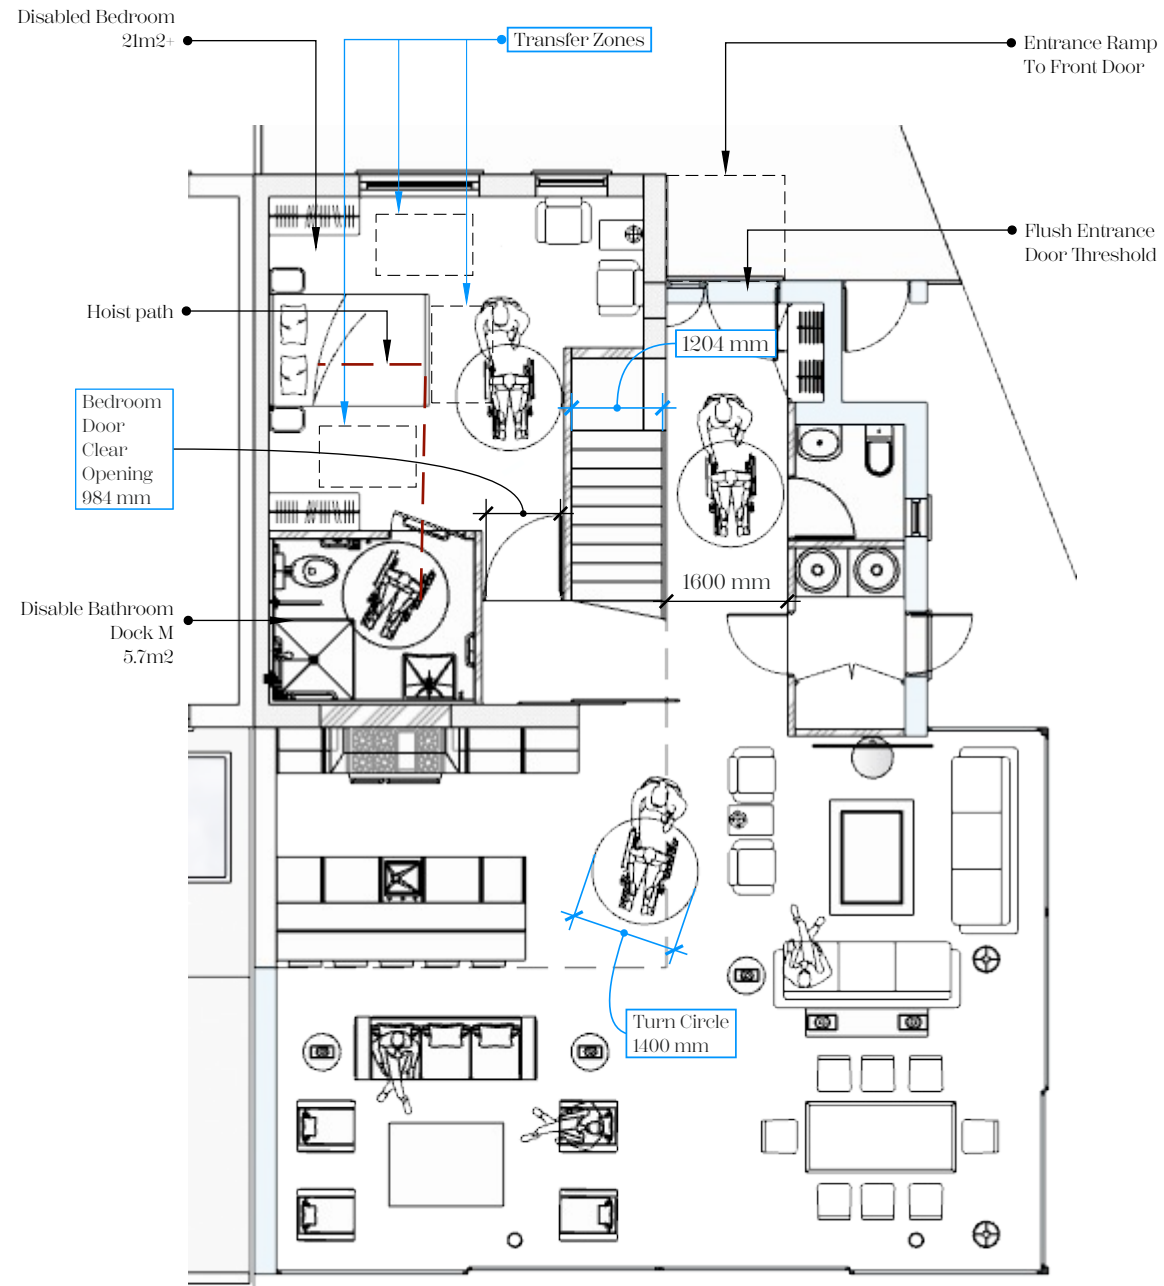 Disabled Bedroom
21m2+
Transfer Zones
Entrance Ramp
To Front Door
Flush Entrance
Door Threshold
Hoist path
1204 mm
Bedroom
Door
Clear
Opening
984 mm
1600 mm
Disable Bathroom
Dock M
5.7m2
Turn Circle
1400 mm